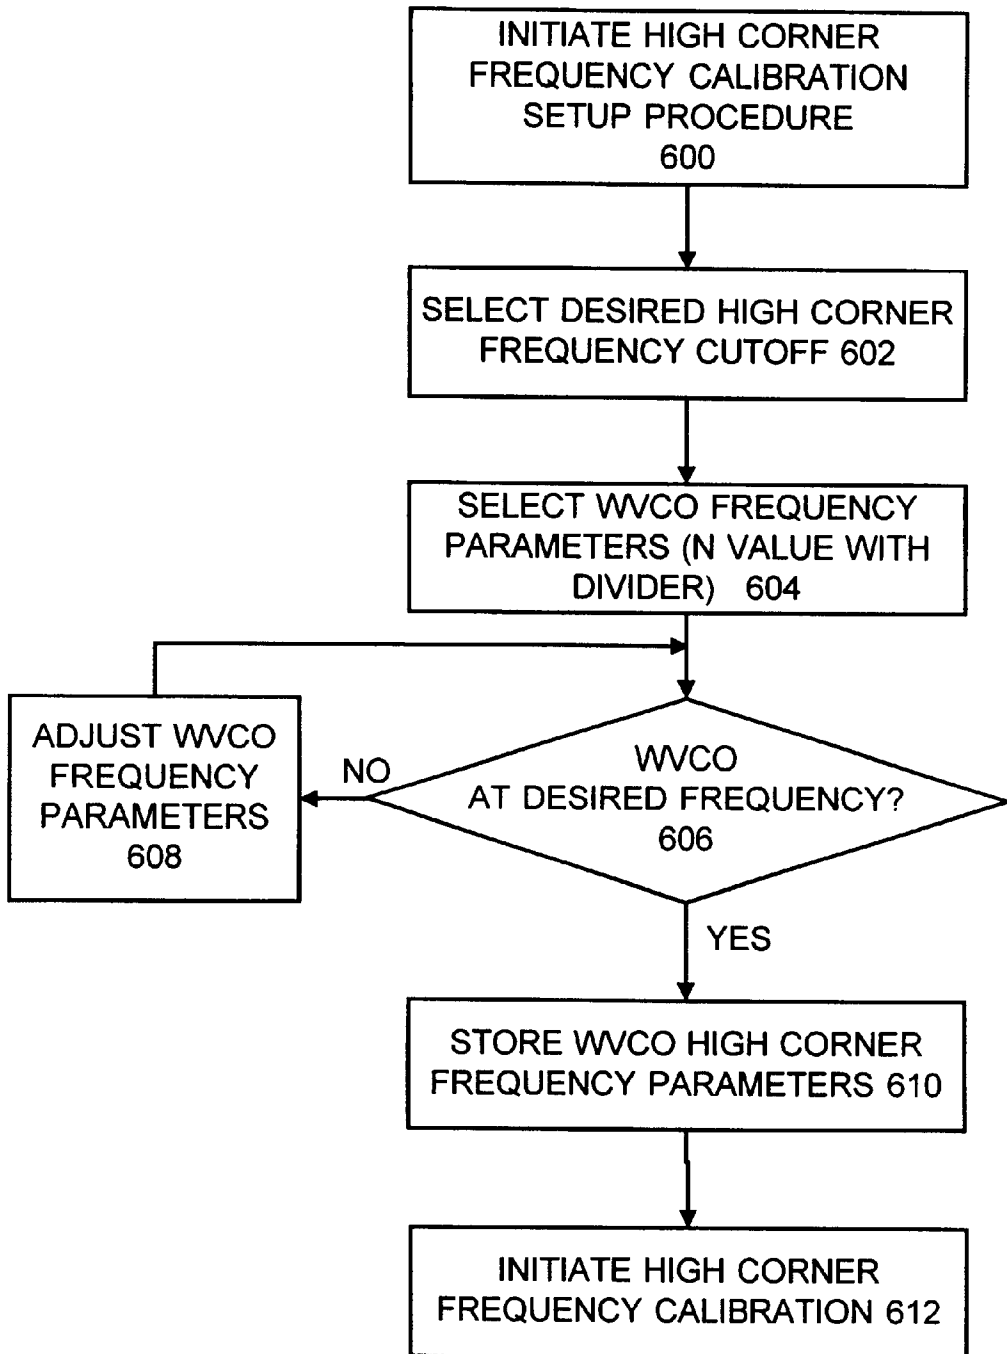 INITIATE HIGH CORNER
FREQUENCY CALIBRATION
SETUP PROCEDURE
600
SELECT DESIRED HIGH CORNER
FREQUENCY CUTOFF 602
SELECT WVCO FREQUENCY
PARAMETERS (N VALUE WITH
DIVIDER) 604
ADJUST WVCO
FREQUENCY
PARAMETERS
608
NO
WVCO
AT DESIRED FREQUENCY?
606
YES
STORE WVCO HIGH CORNER
FREQUENCY PARAMETERS 610
INITIATE HIGH CORNER
FREQUENCY CALIBRATION 612